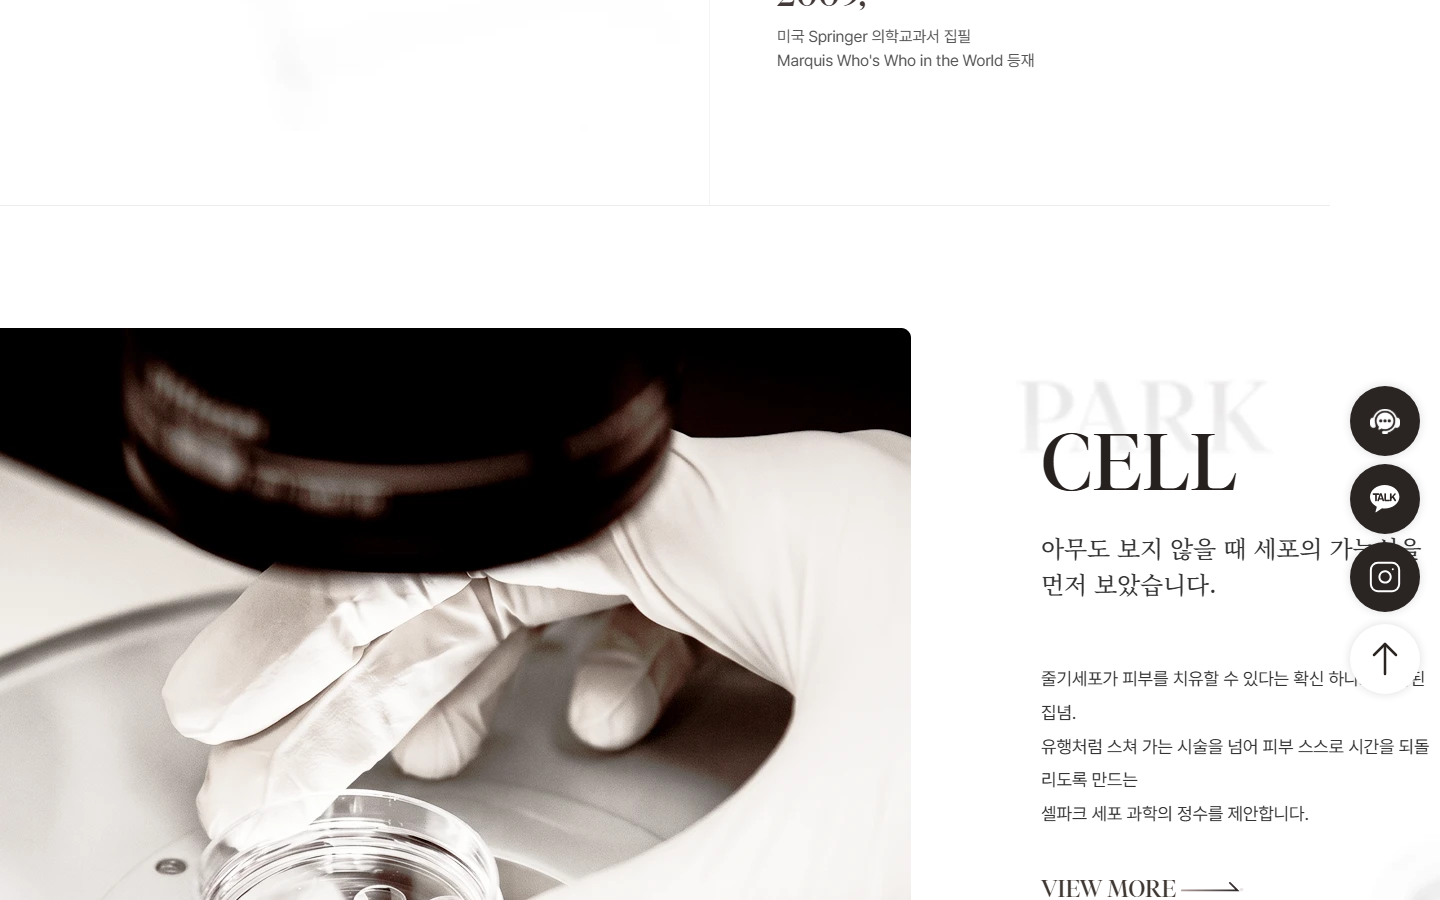 미국 Springer 의학교과서 집필
Marquis Who's Who in the World 등재
PARK
CELL
TALK
아무도 보지 않을 때 세포의
먼저 보았습니다.
줄기세포가 피부를 치유할 수 있다는 확신
집념.
유행처럼 스쳐 가는 시술을 넘어 피부 스스로 시간을 되돌
리도록 만드는
셀파크 세포 과학의 정수를 제안합니다.
VIEW MORE